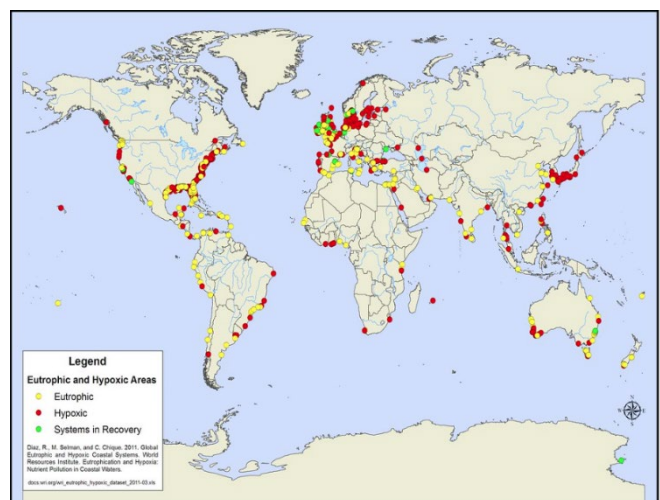 Legend
Eutrophic and Hypoxic Areas
Eutrophic
Hypoxic
Systems in Recovery
Diaz, R., M. Selman, and C. Chique. 2011. Global
Eutrophic and Hypoxic Coastal Systems. World
Resources Institute. Eutrophication and Hypoxia:
Nutrient Pollution in Coastal Waters.
docs.wri.org/wri_eutrophic_hypoxic_dataset_2011-03.xls
N